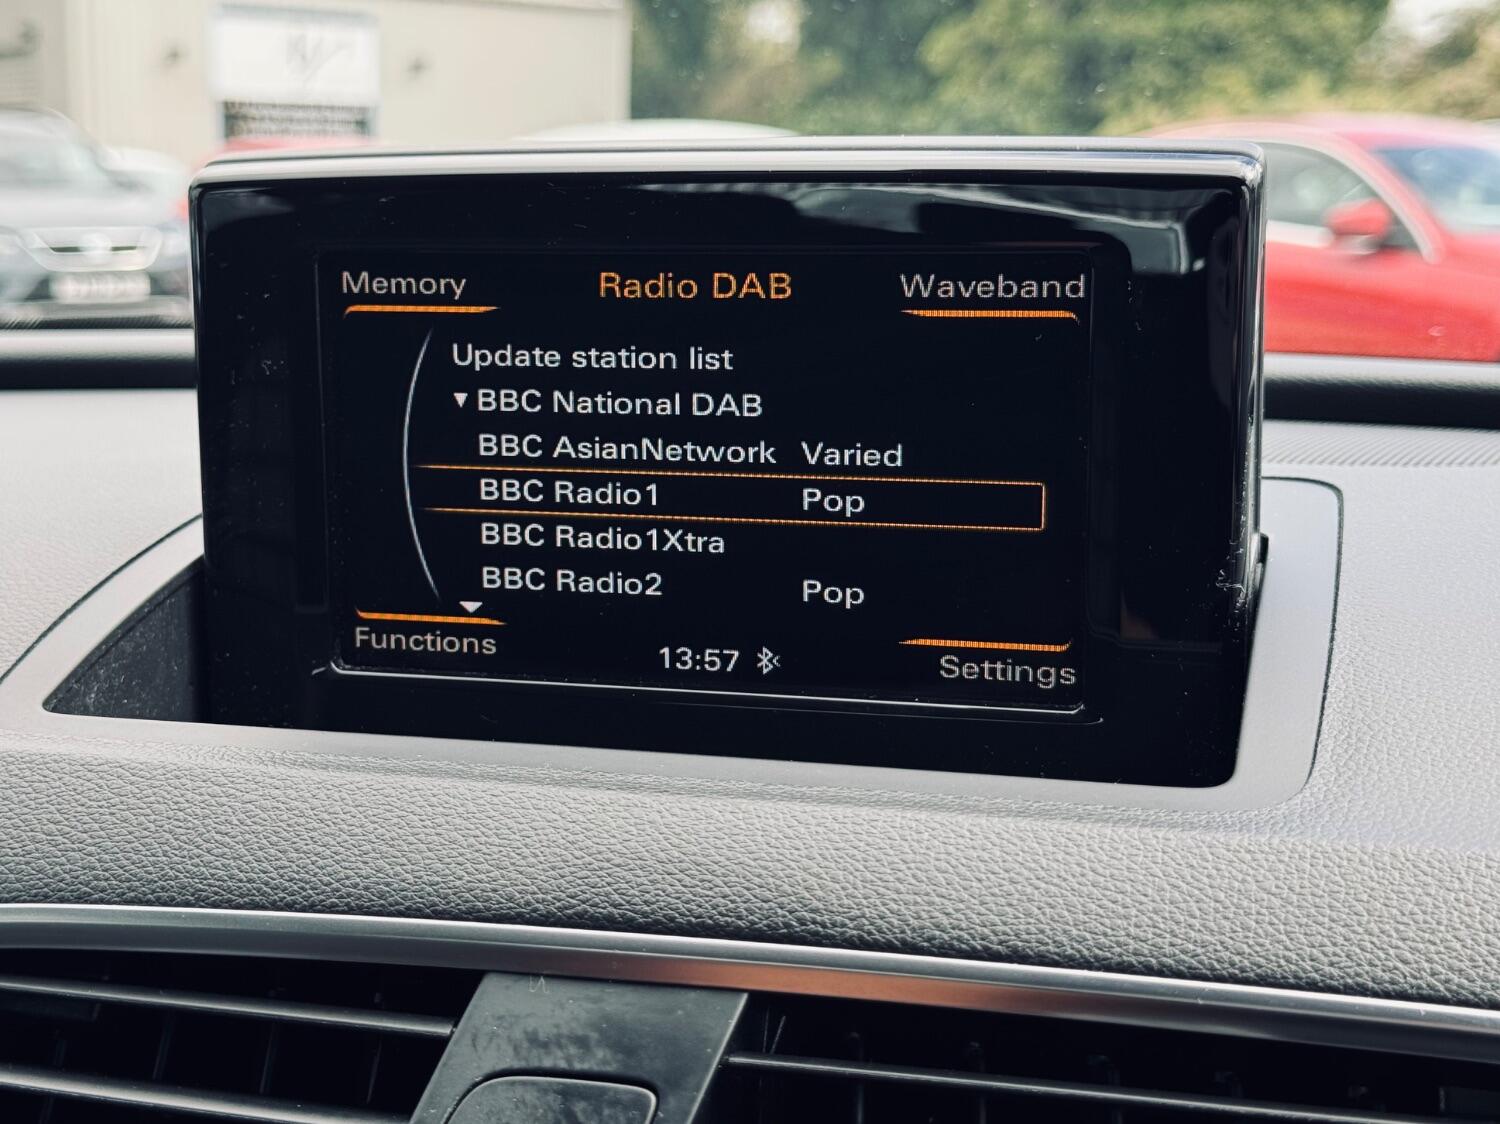 Memory Radio DAB Waveband
Update station list
▼ BBC National DAB
BBC AsianNetwork Varied
BBC Radio1 Pop
BBC Radio1Xtra
BBC Radio2 Pop
Functions 13:57 Settings